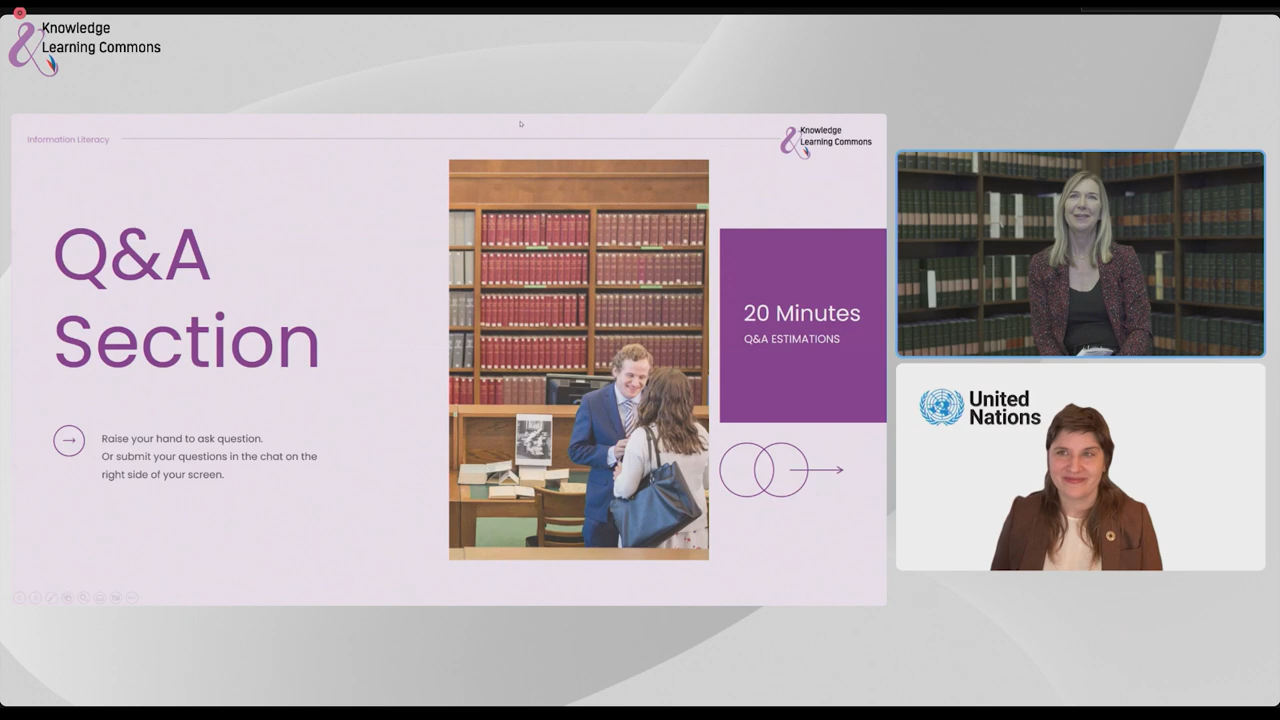 Knowledge
Learning Commons
Information Literacy
Knowledge
Learning Commons
Q&A
Section
Raise your hand to ask question.
Or submit your questions in the chat on the
right side of your screen.
20 Minutes
Q&A ESTIMATIONS
United
Nations